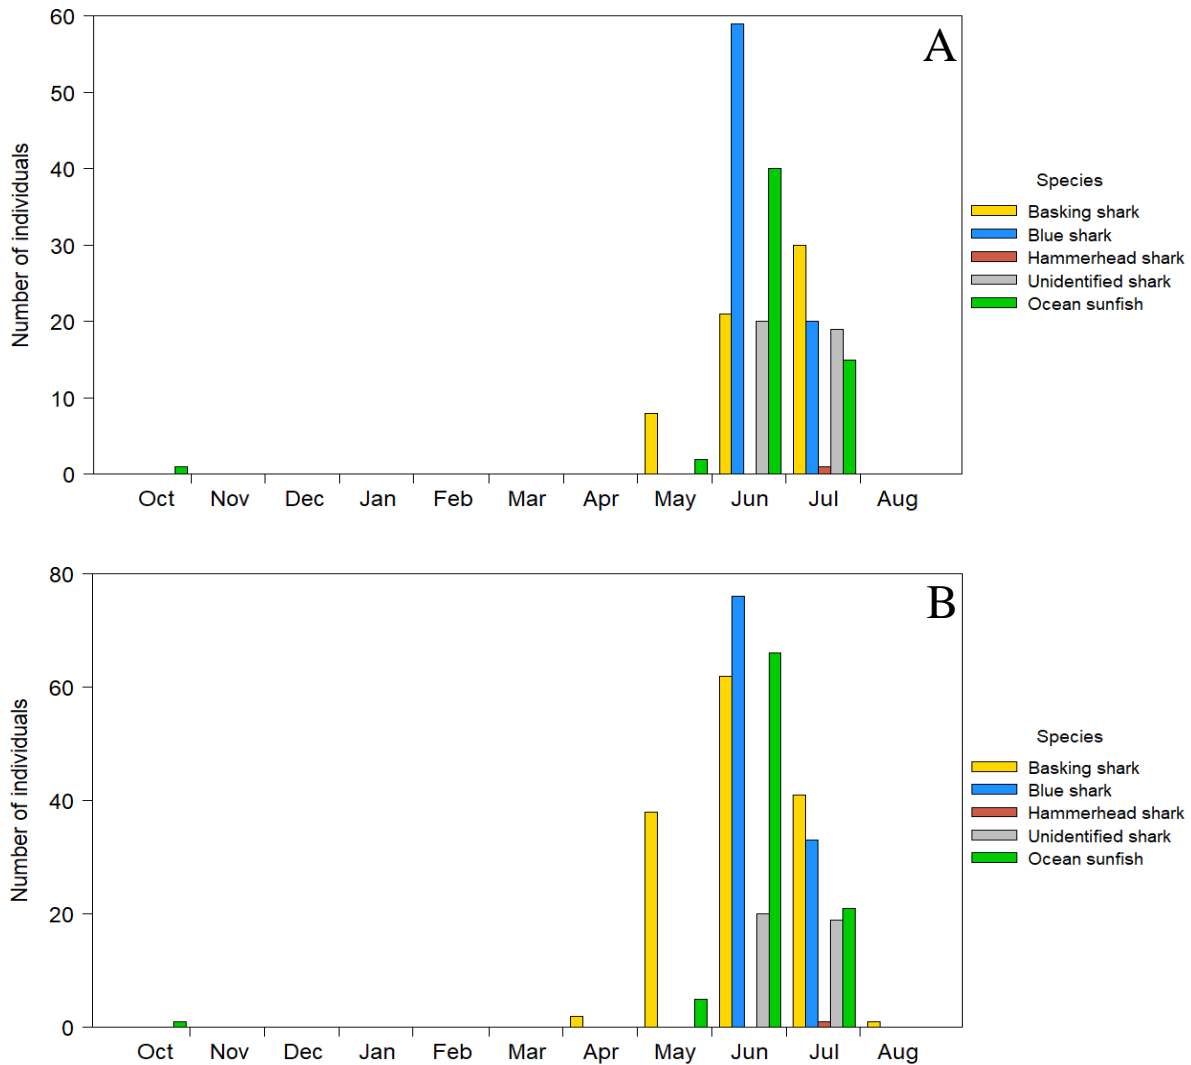 A
60
50
40
30
20
10
0
Number of individuals
Oct Nov Dec Jan Feb Mar Apr May Jun Jul Aug
Species
Basking shark
Blue shark
Hammerhead shark
Unidentified shark
Ocean sunfish
B
80
60
40
20
0
Number of individuals
Oct Nov Dec Jan Feb Mar Apr May Jun Jul Aug
Species
Basking shark
Blue shark
Hammerhead shark
Unidentified shark
Ocean sunfish